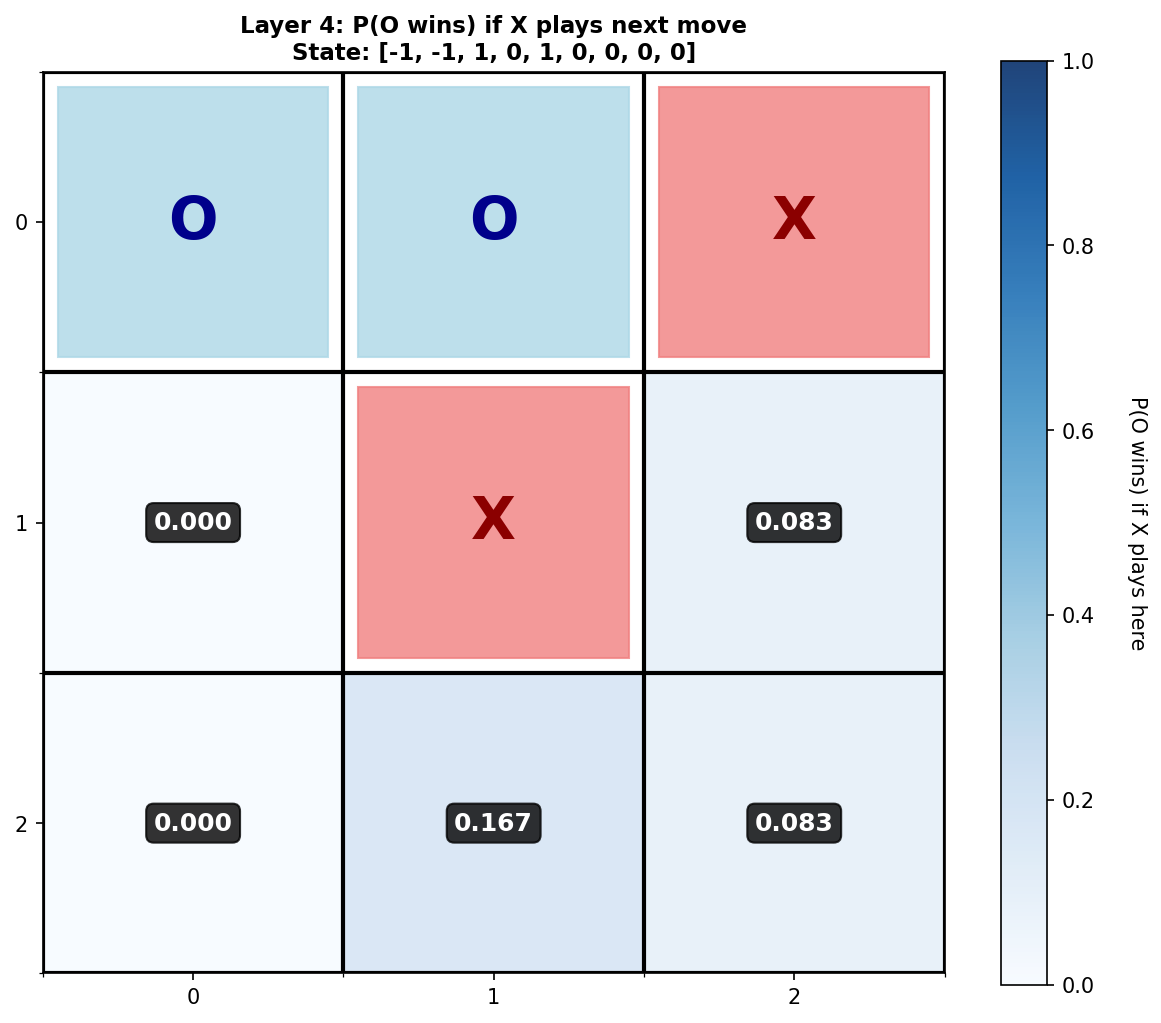 Layer 4: P(O wins) if X plays next move
State: [-1, -1, 1, 0, 1, 0, 0, 0, 0]
0
O
O
X
1
0.000
X
0.083
2
0.000
0.167
0.083
0
1
2
1.0
0.8
0.6
0.4
0.2
0.0
P(O wins) if X plays here